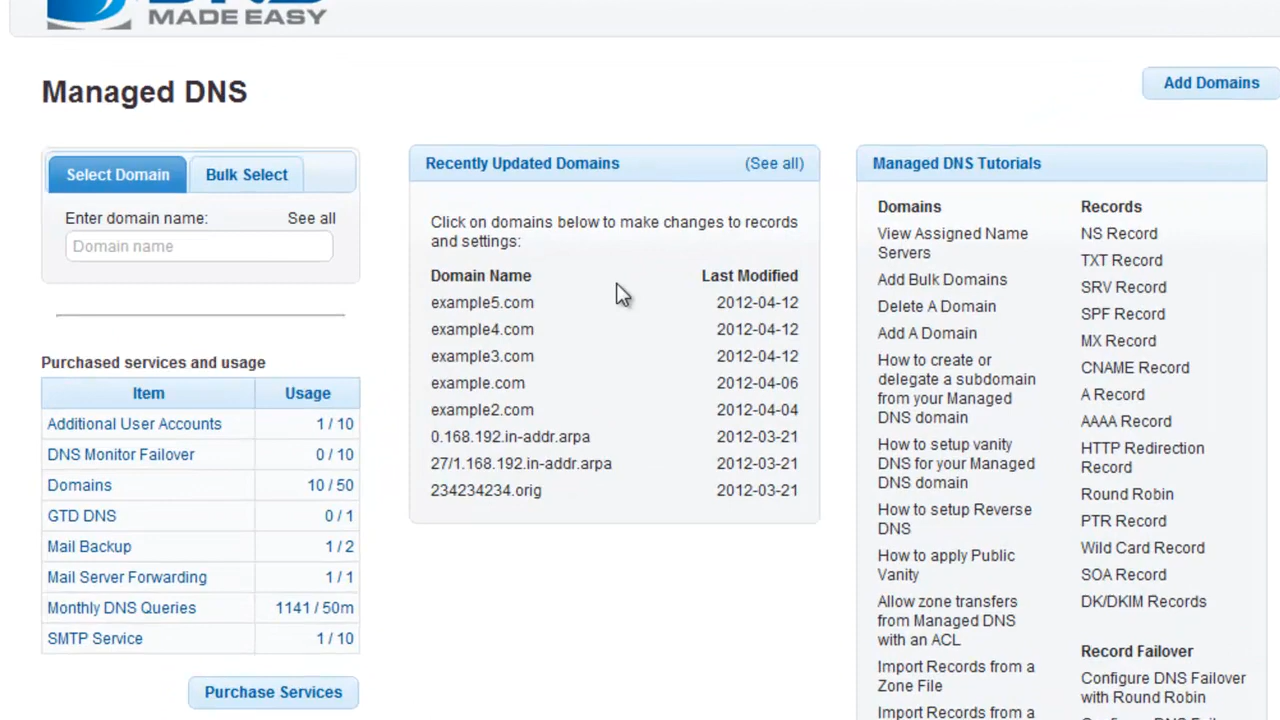 MADE EASY
Managed DNS
Add Domains
Select Domain
Bulk Select
Enter domain name:
See all
Domain name
Purchased services and usage
Item Usage
Additional User Accounts 1 / 10
DNS Monitor Failover 0 / 10
Domains 10 / 50
GTD DNS 0 / 1
Mail Backup 1 / 2
Mail Server Forwarding 1 / 1
Monthly DNS Queries 1141 / 50m
SMTP Service 1 / 10
Purchase Services
Recently Updated Domains (See all)
Click on domains below to make changes to records
and settings:
Domain Name Last Modified
example5.com 2012-04-12
example4.com 2012-04-12
example3.com 2012-04-12
example.com 2012-04-06
example2.com 2012-04-04
0.168.192.in-addr.arpa 2012-03-21
27/1.168.192.in-addr.arpa 2012-03-21
234234234.orig 2012-03-21
Managed DNS Tutorials
Domains
View Assigned Name
Servers
Add Bulk Domains
Delete A Domain
Add A Domain
How to create or
delegate a subdomain
from your Managed
DNS domain
How to setup vanity
DNS for your Managed
DNS domain
How to setup Reverse
DNS
How to apply Public
Vanity
Allow zone transfers
from Managed DNS
with an ACL
Import Records from a
Zone File
Import Records from a
Records
NS Record
TXT Record
SRV Record
SPF Record
MX Record
CNAME Record
A Record
AAAA Record
HTTP Redirection
Record
Round Robin
PTR Record
Wild Card Record
SOA Record
DK/DKIM Records
Record Failover
Configure DNS Failover
with Round Robin